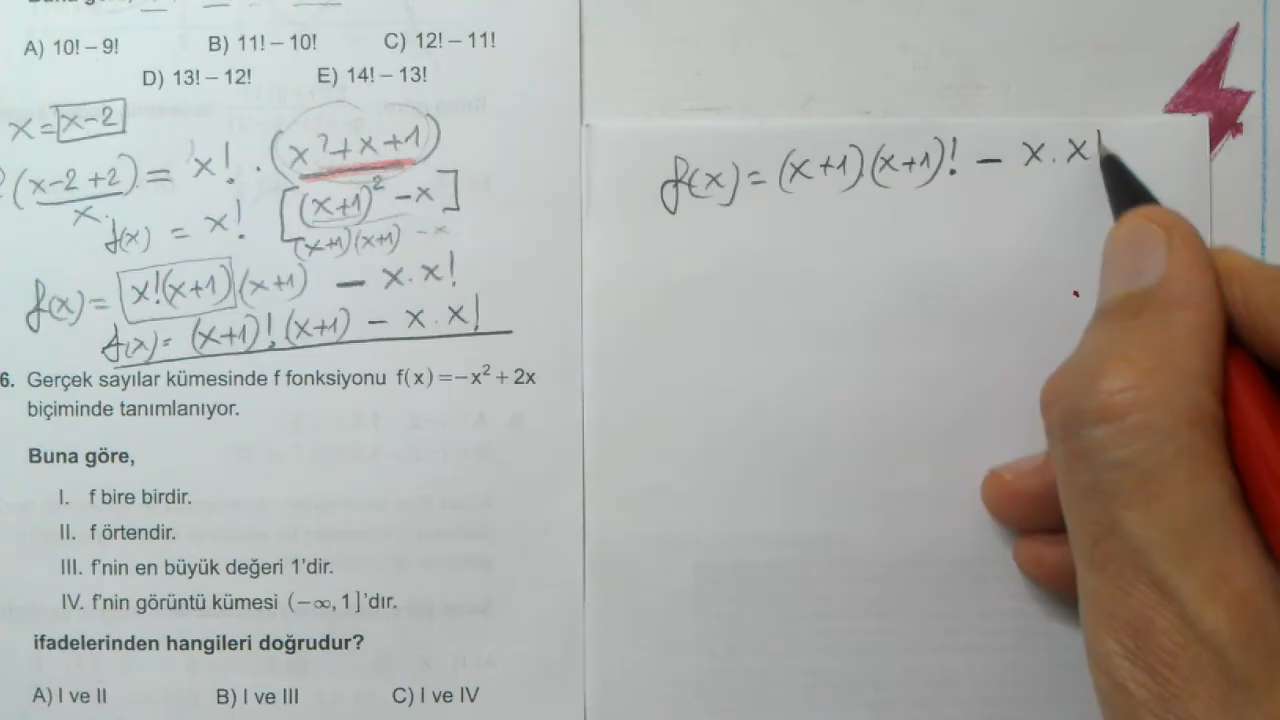 A) 10! – 9! B) 11! – 10! C) 12! – 11!
D) 13! – 12! E) 14! – 13!
x = x-2
(x-2+2) = x! . (x²+x+1)
x
f(x) = x! [(x+1)² - x]
(x+1)(x+1) - x
f(x) = x!(x+1)(x+1) - x.x!
f(x) = (x+1)!(x+1) - x.x!
6. Gerçek sayılar kümesinde f fonksiyonu f(x) = –x² + 2x
biçiminde tanımlanıyor.
Buna göre,
I. f bire birdir.
II. f örtendir.
III. f'nin en büyük değeri 1'dir.
IV. f'nin görüntü kümesi (–∞, 1]'dır.
ifadelerinden hangileri doğrudur?
A) I ve II B) I ve III C) I ve IV
f(x) = (x+1)(x+1)! - x.x